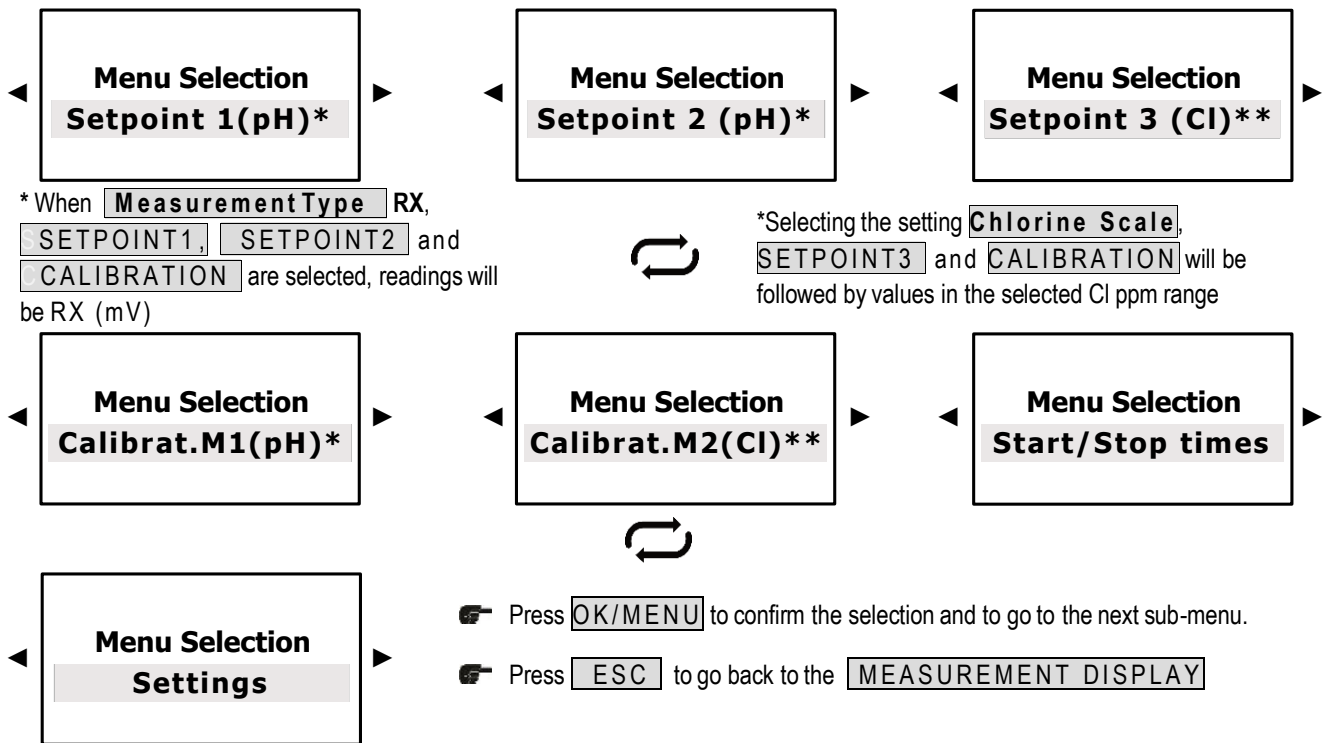 Menu Selection
Setpoint 1(pH)*
Menu Selection
Setpoint 2 (pH)*
Menu Selection
Setpoint 3 (Cl)**
* When Measurement Type RX,
SSETPOINT1, SETPOINT2 and
CCALIBRATION are selected, readings will
be RX (mV)
*Selecting the setting Chlorine Scale,
SETPOINT3 and CALIBRATION will be
followed by values in the selected Cl ppm range
Menu Selection
Calibrat.M1(pH)*
Menu Selection
Calibrat.M2(Cl)**
Menu Selection
Start/Stop times
Menu Selection
Settings
Press OK/MENU to confirm the selection and to go to the next sub-menu.
Press ESC to go back to the MEASUREMENT DISPLAY